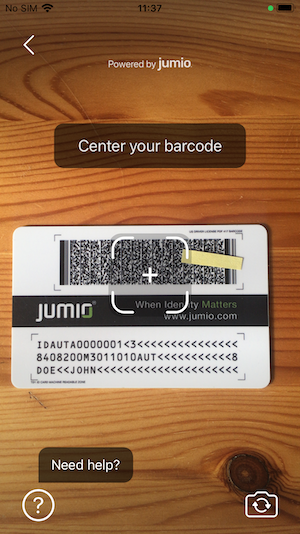 No SIM
11:37
Powered by jumio
Center your barcode
jumio
When Identity Matters
www.jumio.com
IDAUTA0000001<3<<<<<<<<<<<<<<<
8408200M3011010AUT<<<<<<<<<<<8
DOE<<JOHN<<<<<<<<<<<<<<<<<<<<<
Need help?
?